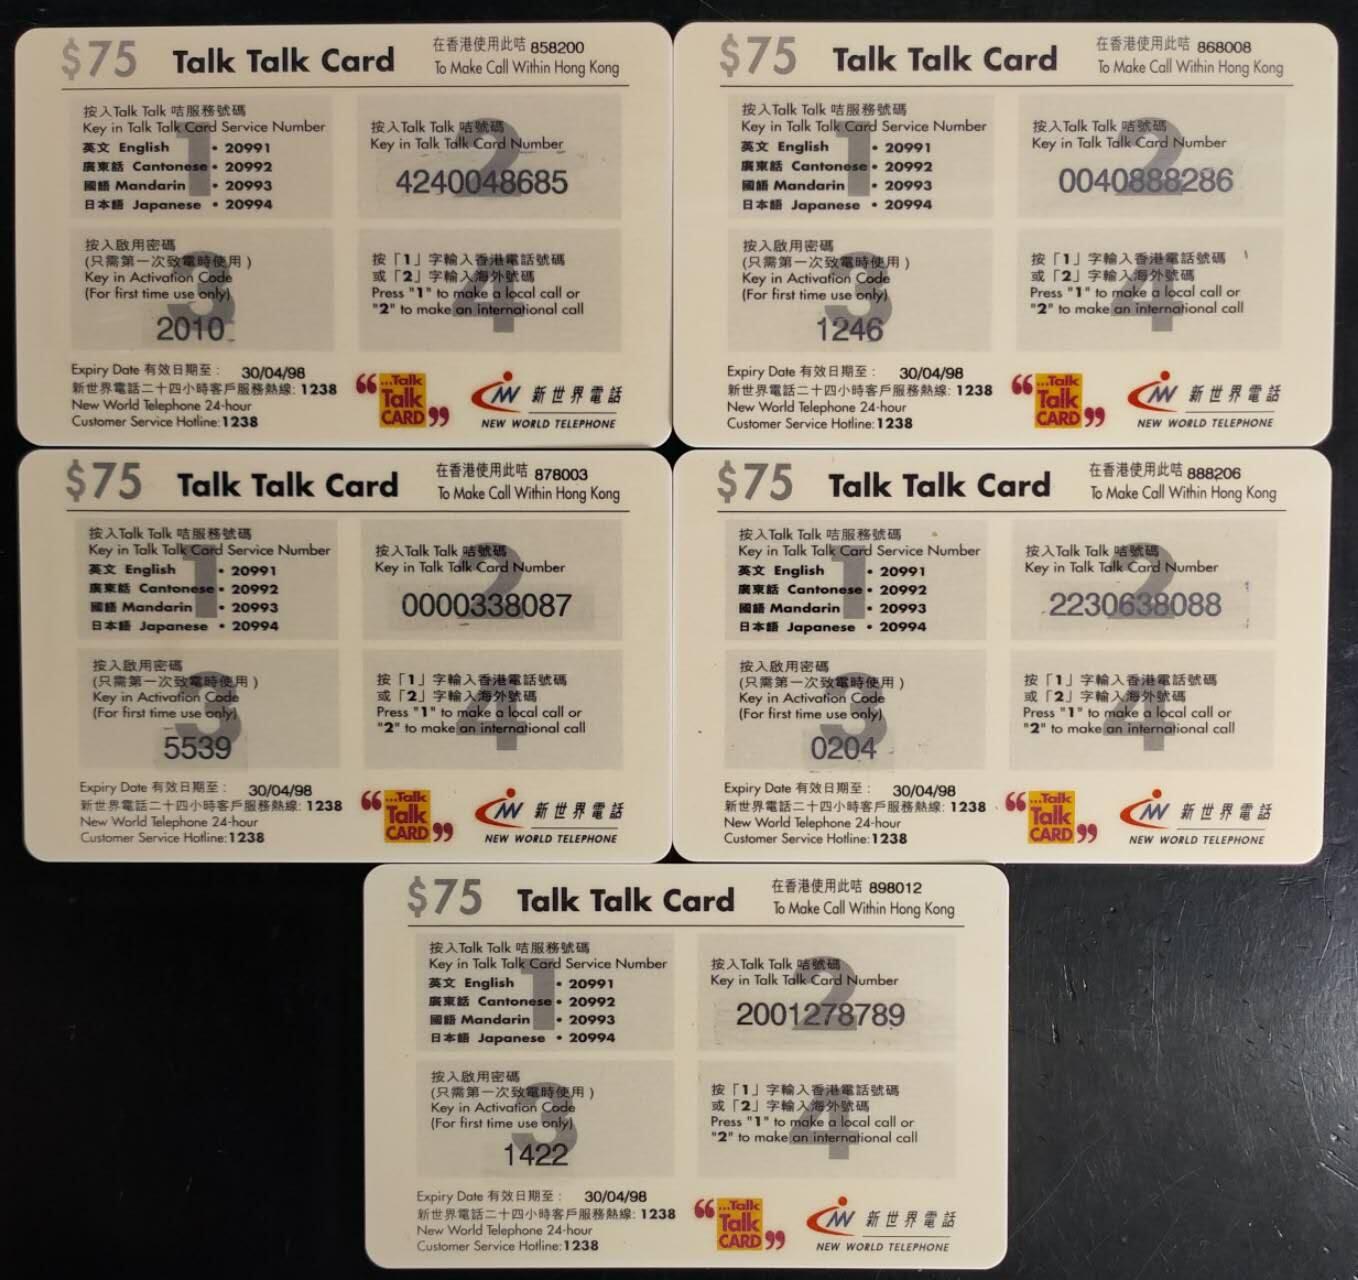 $75 Talk Talk Card 在香港使用此咭 858200
To Make Call Within Hong Kong
1
按入Talk Talk 咭服務號碼
Key in Talk Talk Card Service Number
英文 English • 20991
廣東話 Cantonese • 20992
國語 Mandarin • 20993
日本語 Japanese • 20994
2
按入Talk Talk 咭號碼
Key in Talk Talk Card Number
4240048685
3
按入啟用密碼
(只需第一次致電時使用)
Key in Activation Code
(For first time use only)
2010
4
按「1」字輸入香港電話號碼
或「2」字輸入海外號碼
Press "1" to make a local call or
"2" to make an international call
Expiry Date 有效日期至: 30/04/98
新世界電話二十四小時客戶服務熱線: 1238
New World Telephone 24-hour
Customer Service Hotline: 1238
“...Talk
Talk
CARD”
新世界電話
NEW WORLD TELEPHONE
$75 Talk Talk Card 在香港使用此咭 868008
To Make Call Within Hong Kong
1
按入Talk Talk 咭服務號碼
Key in Talk Talk Card Service Number
英文 English • 20991
廣東話 Cantonese • 20992
國語 Mandarin • 20993
日本語 Japanese • 20994
2
按入Talk Talk 咭號碼
Key in Talk Talk Card Number
0040888286
3
按入啟用密碼
(只需第一次致電時使用)
Key in Activation Code
(For first time use only)
1246
4
按「1」字輸入香港電話號碼
或「2」字輸入海外號碼
Press "1" to make a local call or
"2" to make an international call
Expiry Date 有效日期至: 30/04/98
新世界電話二十四小時客戶服務熱線: 1238
New World Telephone 24-hour
Customer Service Hotline: 1238
“...Talk
Talk
CARD”
新世界電話
NEW WORLD TELEPHONE
$75 Talk Talk Card 在香港使用此咭 878003
To Make Call Within Hong Kong
1
按入Talk Talk 咭服務號碼
Key in Talk Talk Card Service Number
英文 English • 20991
廣東話 Cantonese • 20992
國語 Mandarin • 20993
日本語 Japanese • 20994
2
按入Talk Talk 咭號碼
Key in Talk Talk Card Number
0000338087
3
按入啟用密碼
(只需第一次致電時使用)
Key in Activation Code
(For first time use only)
5539
4
按「1」字輸入香港電話號碼
或「2」字輸入海外號碼
Press "1" to make a local call or
"2" to make an international call
Expiry Date 有效日期至: 30/04/98
新世界電話二十四小時客戶服務熱線: 1238
New World Telephone 24-hour
Customer Service Hotline: 1238
“...Talk
Talk
CARD”
新世界電話
NEW WORLD TELEPHONE
$75 Talk Talk Card 在香港使用此咭 888206
To Make Call Within Hong Kong
1
按入Talk Talk 咭服務號碼
Key in Talk Talk Card Service Number
英文 English • 20991
廣東話 Cantonese • 20992
國語 Mandarin • 20993
日本語 Japanese • 20994
2
按入Talk Talk 咭號碼
Key in Talk Talk Card Number
2230638088
3
按入啟用密碼
(只需第一次致電時使用)
Key in Activation Code
(For first time use only)
0204
4
按「1」字輸入香港電話號碼
或「2」字輸入海外號碼
Press "1" to make a local call or
"2" to make an international call
Expiry Date 有效日期至: 30/04/98
新世界電話二十四小時客戶服務熱線: 1238
New World Telephone 24-hour
Customer Service Hotline: 1238
“...Talk
Talk
CARD”
新世界電話
NEW WORLD TELEPHONE
$75 Talk Talk Card 在香港使用此咭 898012
To Make Call Within Hong Kong
1
按入Talk Talk 咭服務號碼
Key in Talk Talk Card Service Number
英文 English • 20991
廣東話 Cantonese • 20992
國語 Mandarin • 20993
日本語 Japanese • 20994
2
按入Talk Talk 咭號碼
Key in Talk Talk Card Number
2001278789
3
按入啟用密碼
(只需第一次致電時使用)
Key in Activation Code
(For first time use only)
1422
4
按「1」字輸入香港電話號碼
或「2」字輸入海外號碼
Press "1" to make a local call or
"2" to make an international call
Expiry Date 有效日期至: 30/04/98
新世界電話二十四小時客戶服務熱線: 1238
New World Telephone 24-hour
Customer Service Hotline: 1238
“...Talk
Talk
CARD”
新世界電話
NEW WORLD TELEPHONE